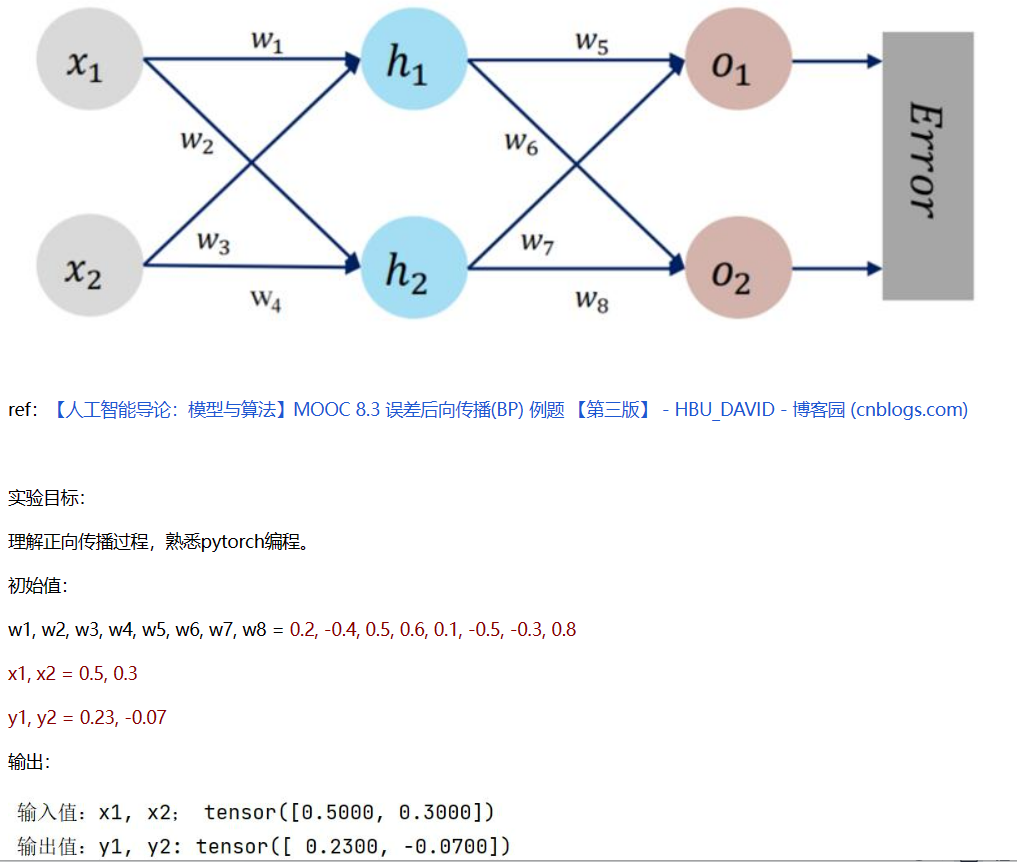 x₁ w₁ h₁ w₅ o₁
w₂ w₆ Error
x₂ w₃ h₂ w₇ o₂
w₄ w₈
ref：【人工智能导论：模型与算法】MOOC 8.3 误差后向传播(BP) 例题 【第三版】 - HBU_DAVID - 博客园 (cnblogs.com)
实验目标：
理解正向传播过程，熟悉pytorch编程。
初始值：
w1, w2, w3, w4, w5, w6, w7, w8 = 0.2, -0.4, 0.5, 0.6, 0.1, -0.5, -0.3, 0.8
x1, x2 = 0.5, 0.3
y1, y2 = 0.23, -0.07
输出：
输入值：x1, x2； tensor([0.5000, 0.3000])
输出值：y1, y2: tensor([ 0.2300, -0.0700])